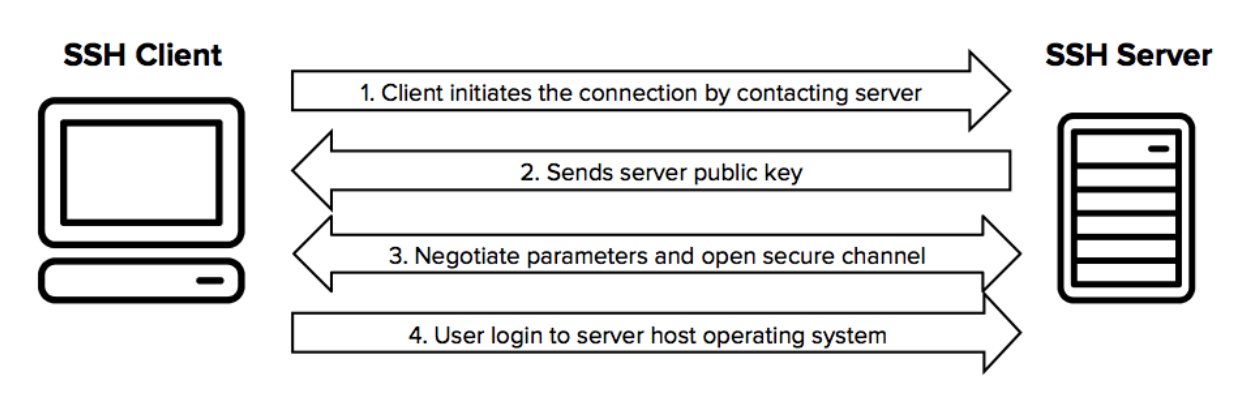 SSH Client
SSH Server
1. Client initiates the connection by contacting server
2. Sends server public key
3. Negotiate parameters and open secure channel
4. User login to server host operating system